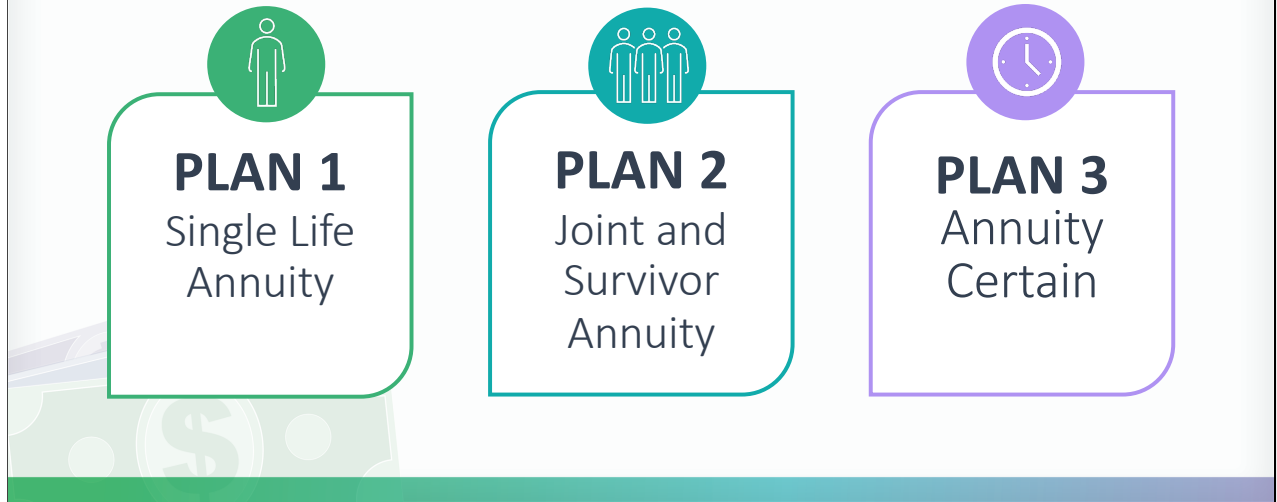 PLAN 1
Single Life
Annuity
PLAN 2
Joint and
Survivor
Annuity
PLAN 3
Annuity
Certain
$